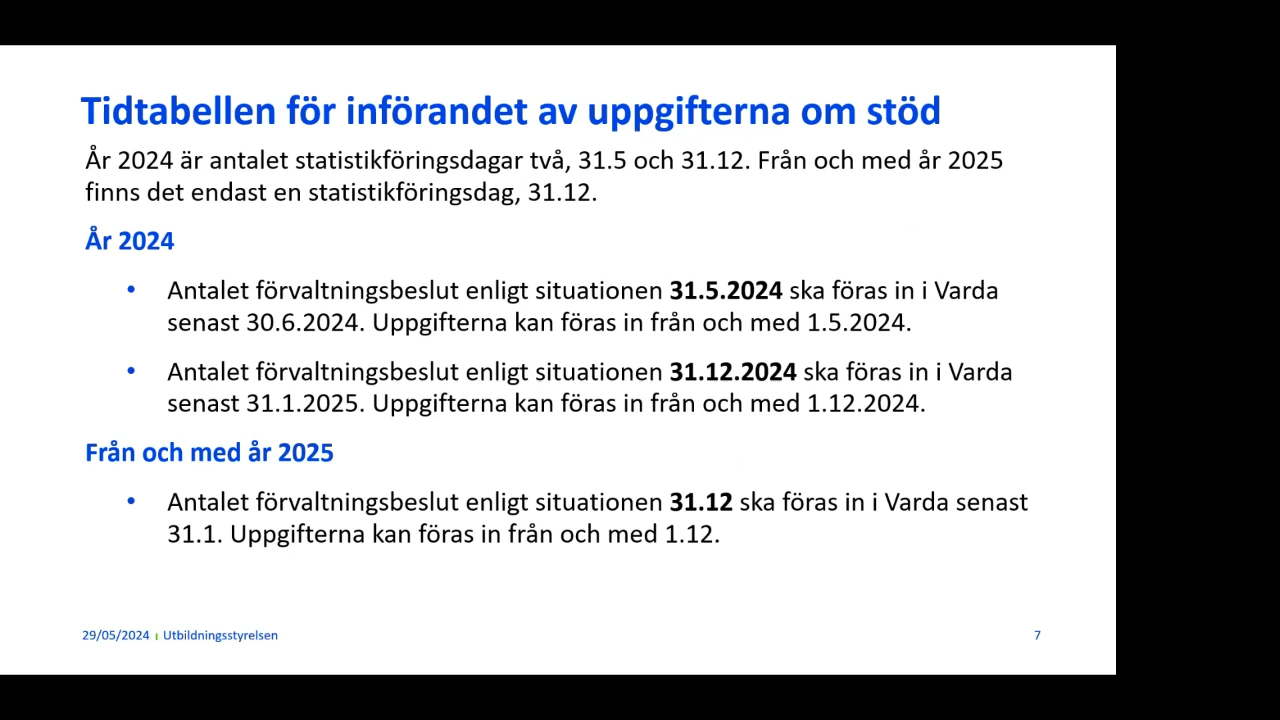 Tidtabellen för införandet av uppgifterna om stöd
År 2024 är antalet statistikföringsdagar två, 31.5 och 31.12. Från och med år 2025
finns det endast en statistikföringsdag, 31.12.
År 2024
• Antalet förvaltningsbeslut enligt situationen 31.5.2024 ska föras in i Varda
senast 30.6.2024. Uppgifterna kan föras in från och med 1.5.2024.
• Antalet förvaltningsbeslut enligt situationen 31.12.2024 ska föras in i Varda
senast 31.1.2025. Uppgifterna kan föras in från och med 1.12.2024.
Från och med år 2025
• Antalet förvaltningsbeslut enligt situationen 31.12 ska föras in i Varda senast
31.1. Uppgifterna kan föras in från och med 1.12.
29/05/2024 ı Utbildningsstyrelsen 7